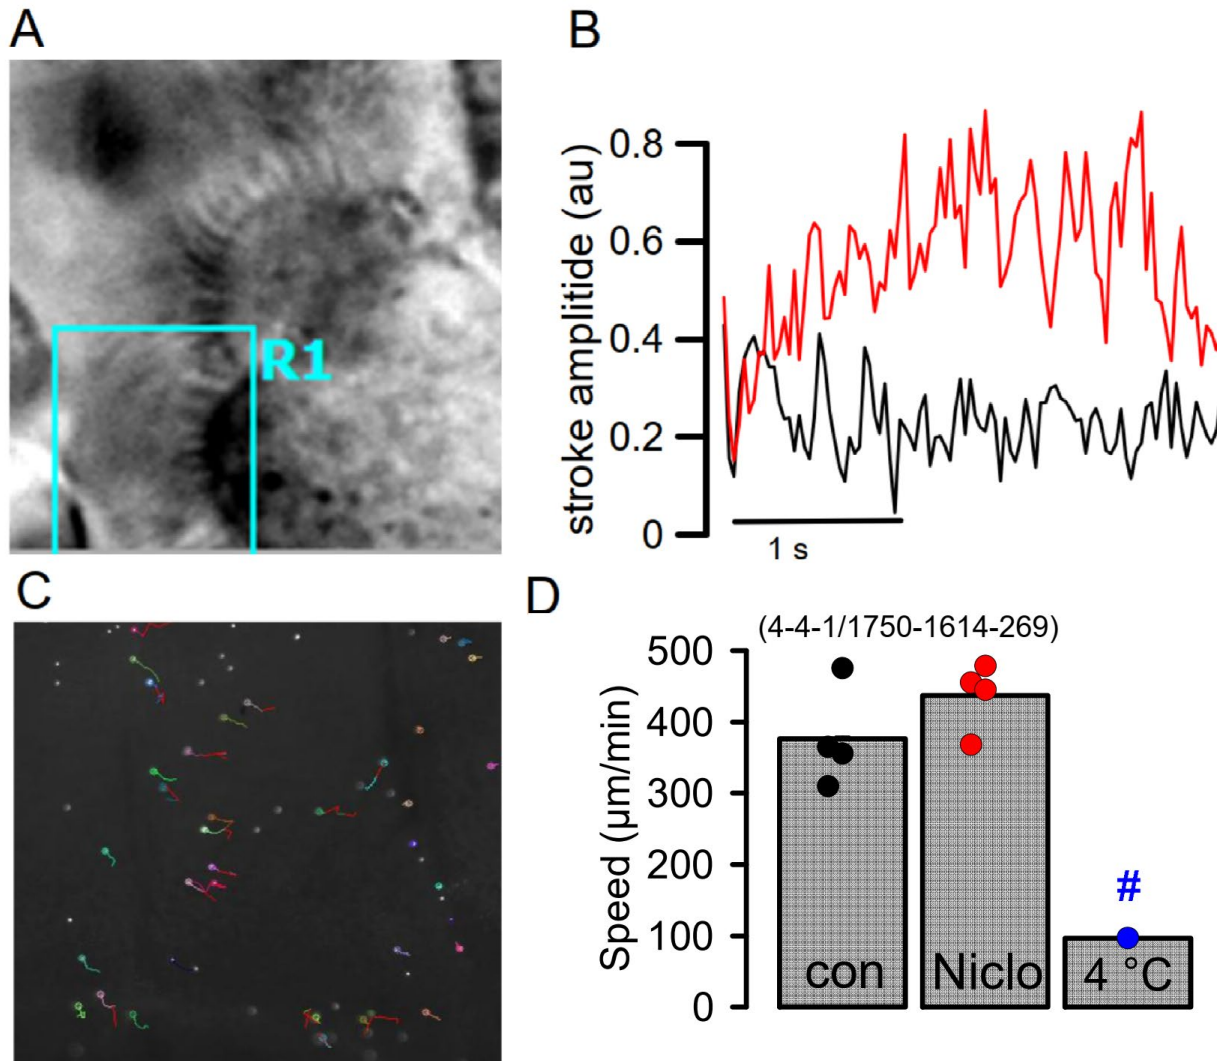 A
R1
B
stroke amplitide (au)
0.8
0.6
0.4
0.2
0
1 s
C
D
(4-4-1/1750-1614-269)
Speed (µm/min)
500
400
300
200
100
0
#
con
Niclo
4 °C